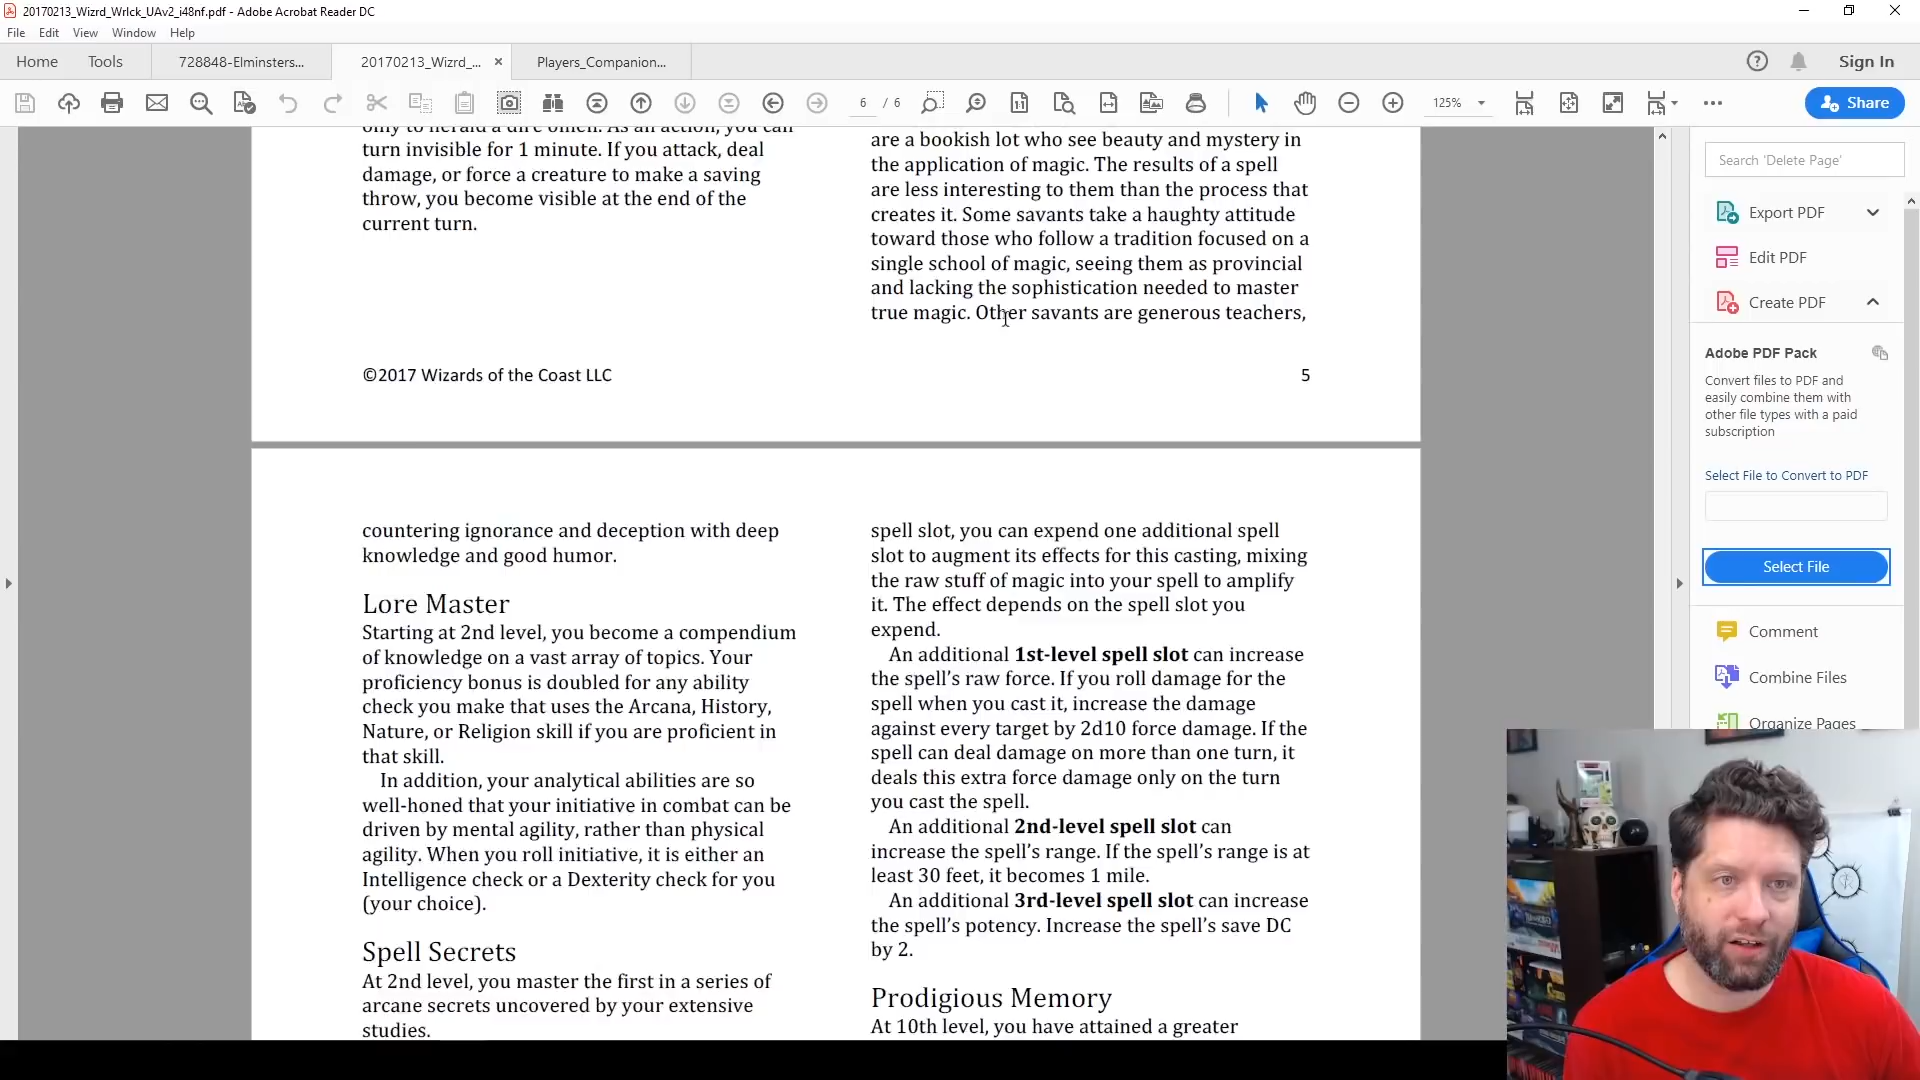 20170213_Wizrd_Wrlck_UAv2_i48nf.pdf - Adobe Acrobat Reader DC
File Edit View Window Help
Home Tools 728848-Elminsters... 20170213_Wizrd_... Players_Companion... Sign In
6 / 6 125% Share
only to herald a dire omen. As an action, you can
turn invisible for 1 minute. If you attack, deal
damage, or force a creature to make a saving
throw, you become visible at the end of the
current turn.
are a bookish lot who see beauty and mystery in
the application of magic. The results of a spell
are less interesting to them than the process that
creates it. Some savants take a haughty attitude
toward those who follow a tradition focused on a
single school of magic, seeing them as provincial
and lacking the sophistication needed to master
true magic. Other savants are generous teachers,
©2017 Wizards of the Coast LLC 5
countering ignorance and deception with deep
knowledge and good humor.
Lore Master
Starting at 2nd level, you become a compendium
of knowledge on a vast array of topics. Your
proficiency bonus is doubled for any ability
check you make that uses the Arcana, History,
Nature, or Religion skill if you are proficient in
that skill.
In addition, your analytical abilities are so
well-honed that your initiative in combat can be
driven by mental agility, rather than physical
agility. When you roll initiative, it is either an
Intelligence check or a Dexterity check for you
(your choice).
Spell Secrets
At 2nd level, you master the first in a series of
arcane secrets uncovered by your extensive
studies.
spell slot, you can expend one additional spell
slot to augment its effects for this casting, mixing
the raw stuff of magic into your spell to amplify
it. The effect depends on the spell slot you
expend.
An additional 1st-level spell slot can increase
the spell's raw force. If you roll damage for the
spell when you cast it, increase the damage
against every target by 2d10 force damage. If the
spell can deal damage on more than one turn, it
deals this extra force damage only on the turn
you cast the spell.
An additional 2nd-level spell slot can
increase the spell's range. If the spell's range is at
least 30 feet, it becomes 1 mile.
An additional 3rd-level spell slot can increase
the spell's potency. Increase the spell's save DC
by 2.
Prodigious Memory
At 10th level, you have attained a greater
Search 'Delete Page'
Export PDF
Edit PDF
Create PDF
Adobe PDF Pack
Convert files to PDF and
easily combine them with
other file types with a paid
subscription
Select File to Convert to PDF
Select File
Comment
Combine Files
Organize Pages